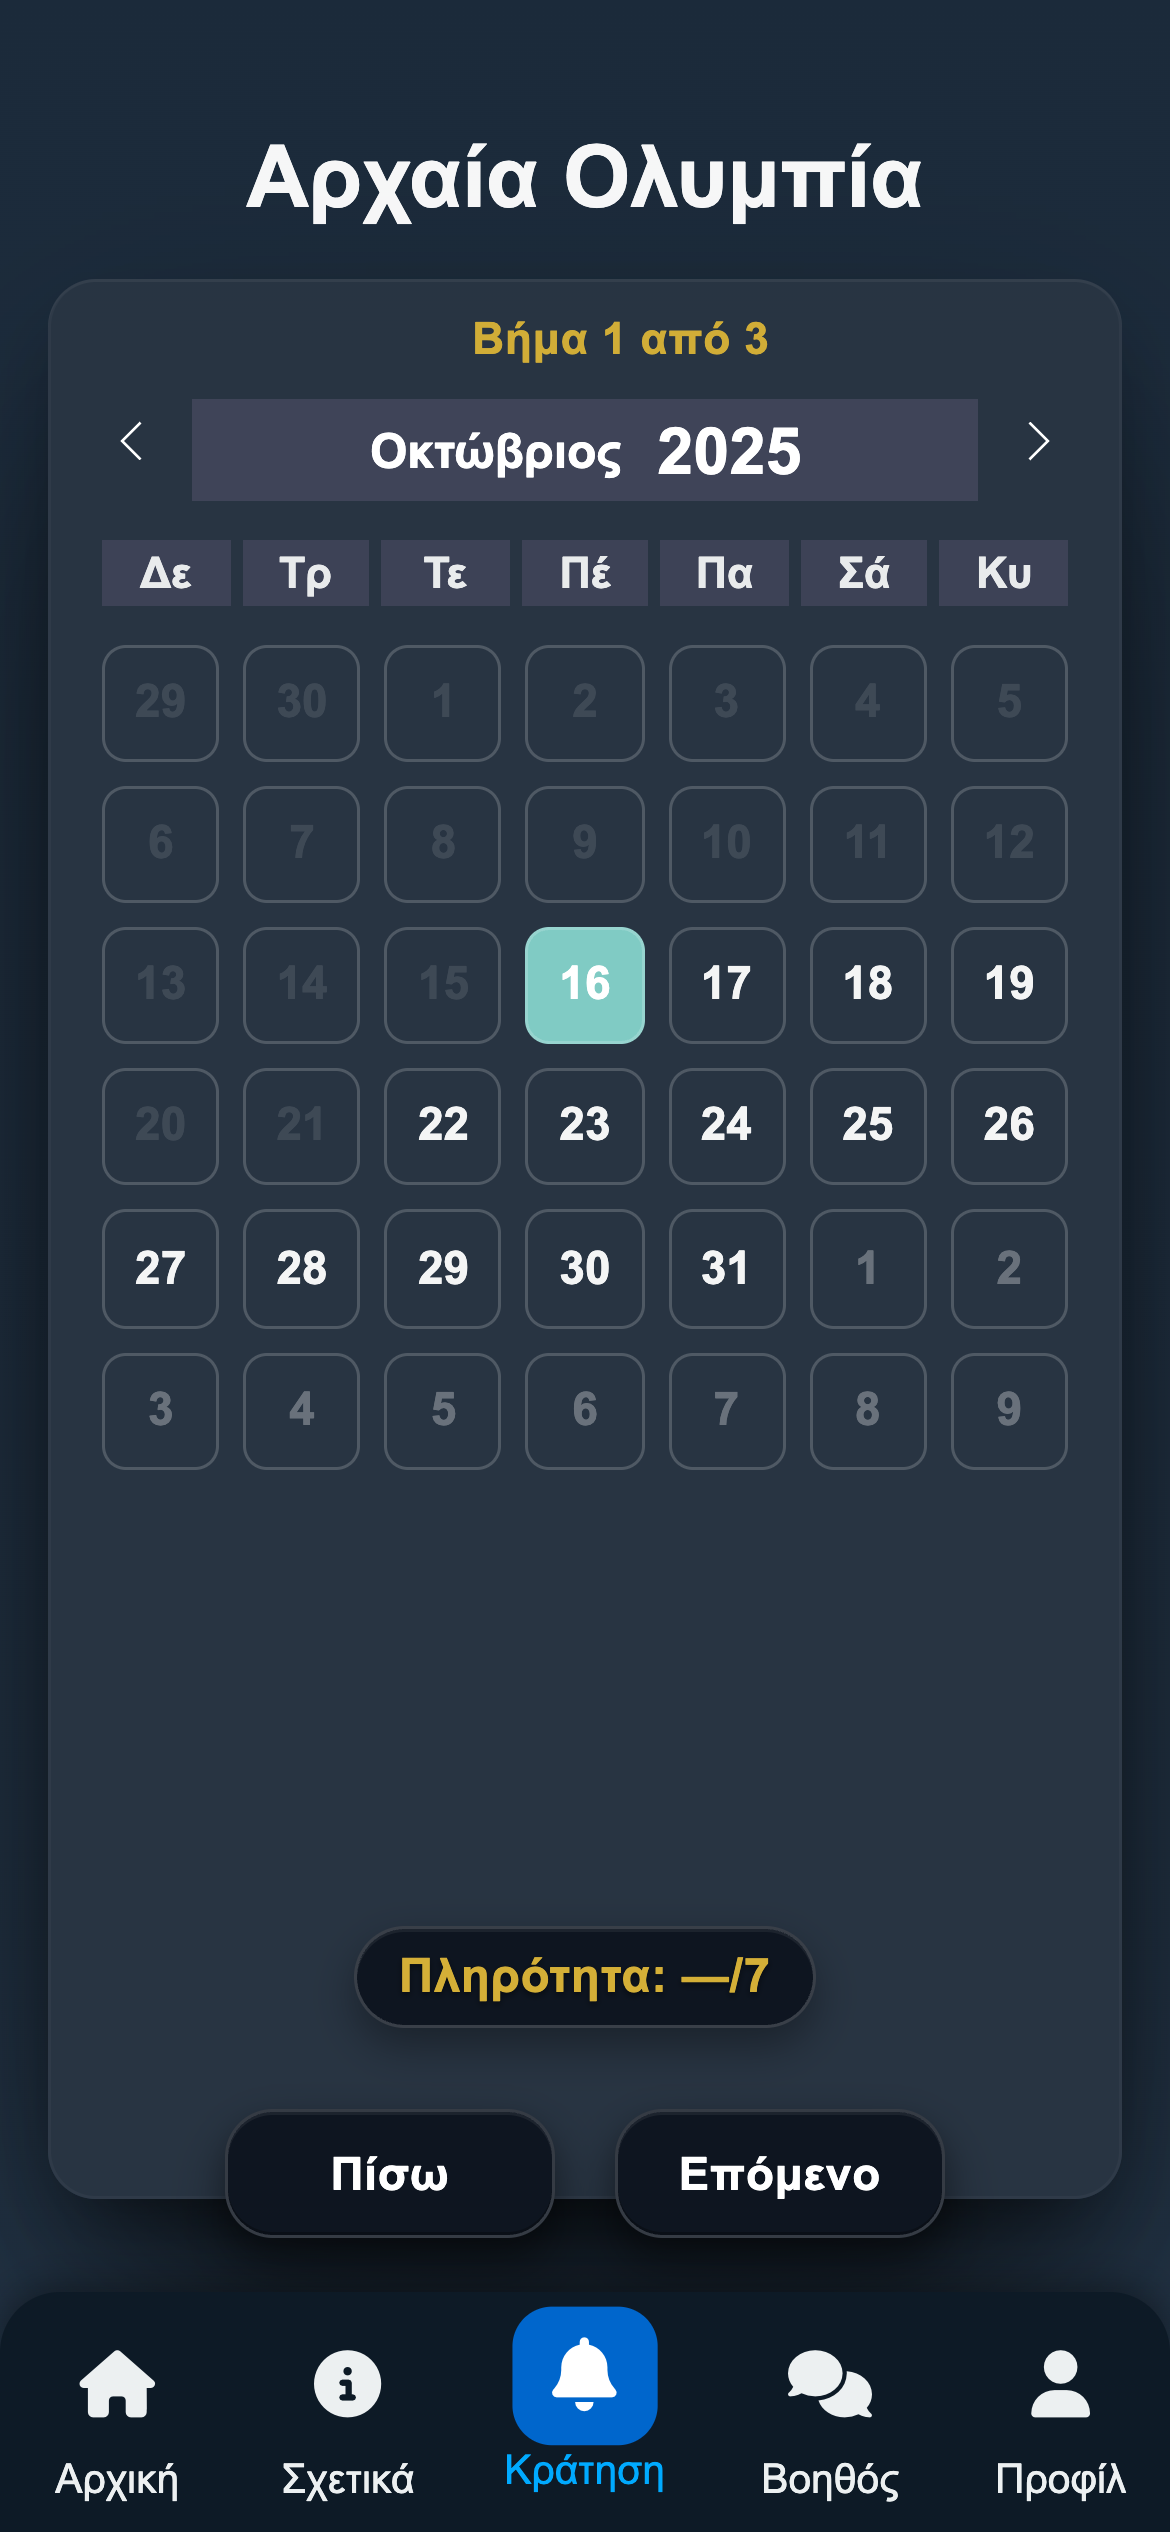 Αρχαία Ολυμπία
Βήμα 1 από 3
Οκτώβριος 2025
Δε Τρ Τε Πέ Πα Σά Κυ
29 30 1 2 3 4 5
6 7 8 9 10 11 12
13 14 15 16 17 18 19
20 21 22 23 24 25 26
27 28 29 30 31 1 2
3 4 5 6 7 8 9
Πληρότητα: —/7
Πίσω Επόμενο
Αρχική Σχετικά Κράτηση Βοηθός Προφίλ